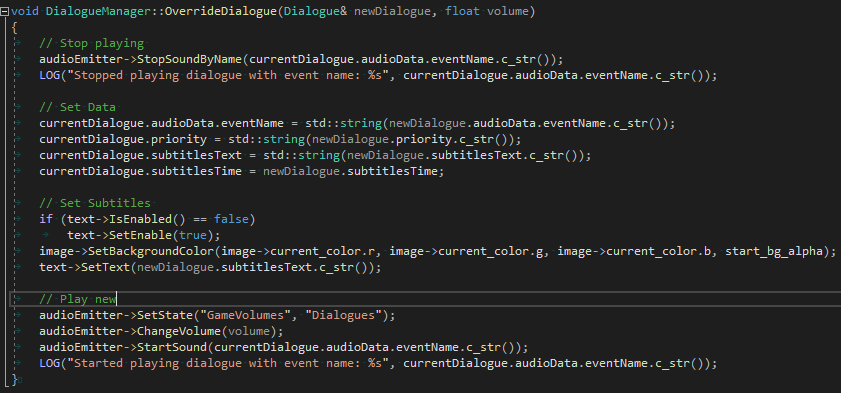 void DialogueManager::OverrideDialogue(Dialogue& newDialogue, float volume)
{
// Stop playing
audioEmitter->StopSoundByName(currentDialogue.audioData.eventName.c_str());
LOG("Stopped playing dialogue with event name: %s", currentDialogue.audioData.eventName.c_str());
// Set Data
currentDialogue.audioData.eventName = std::string(newDialogue.audioData.eventName.c_str());
currentDialogue.priority = std::string(newDialogue.priority.c_str());
currentDialogue.subtitlesText = std::string(newDialogue.subtitlesText.c_str());
currentDialogue.subtitlesTime = newDialogue.subtitlesTime;
// Set Subtitles
if (text->IsEnabled() == false)
text->SetEnable(true);
image->SetBackgroundColor(image->current_color.r, image->current_color.g, image->current_color.b, start_bg_alpha);
text->SetText(newDialogue.subtitlesText.c_str());
// Play new
audioEmitter->SetState("GameVolumes", "Dialogues");
audioEmitter->ChangeVolume(volume);
audioEmitter->StartSound(currentDialogue.audioData.eventName.c_str());
LOG("Started playing dialogue with event name: %s", currentDialogue.audioData.eventName.c_str());
}